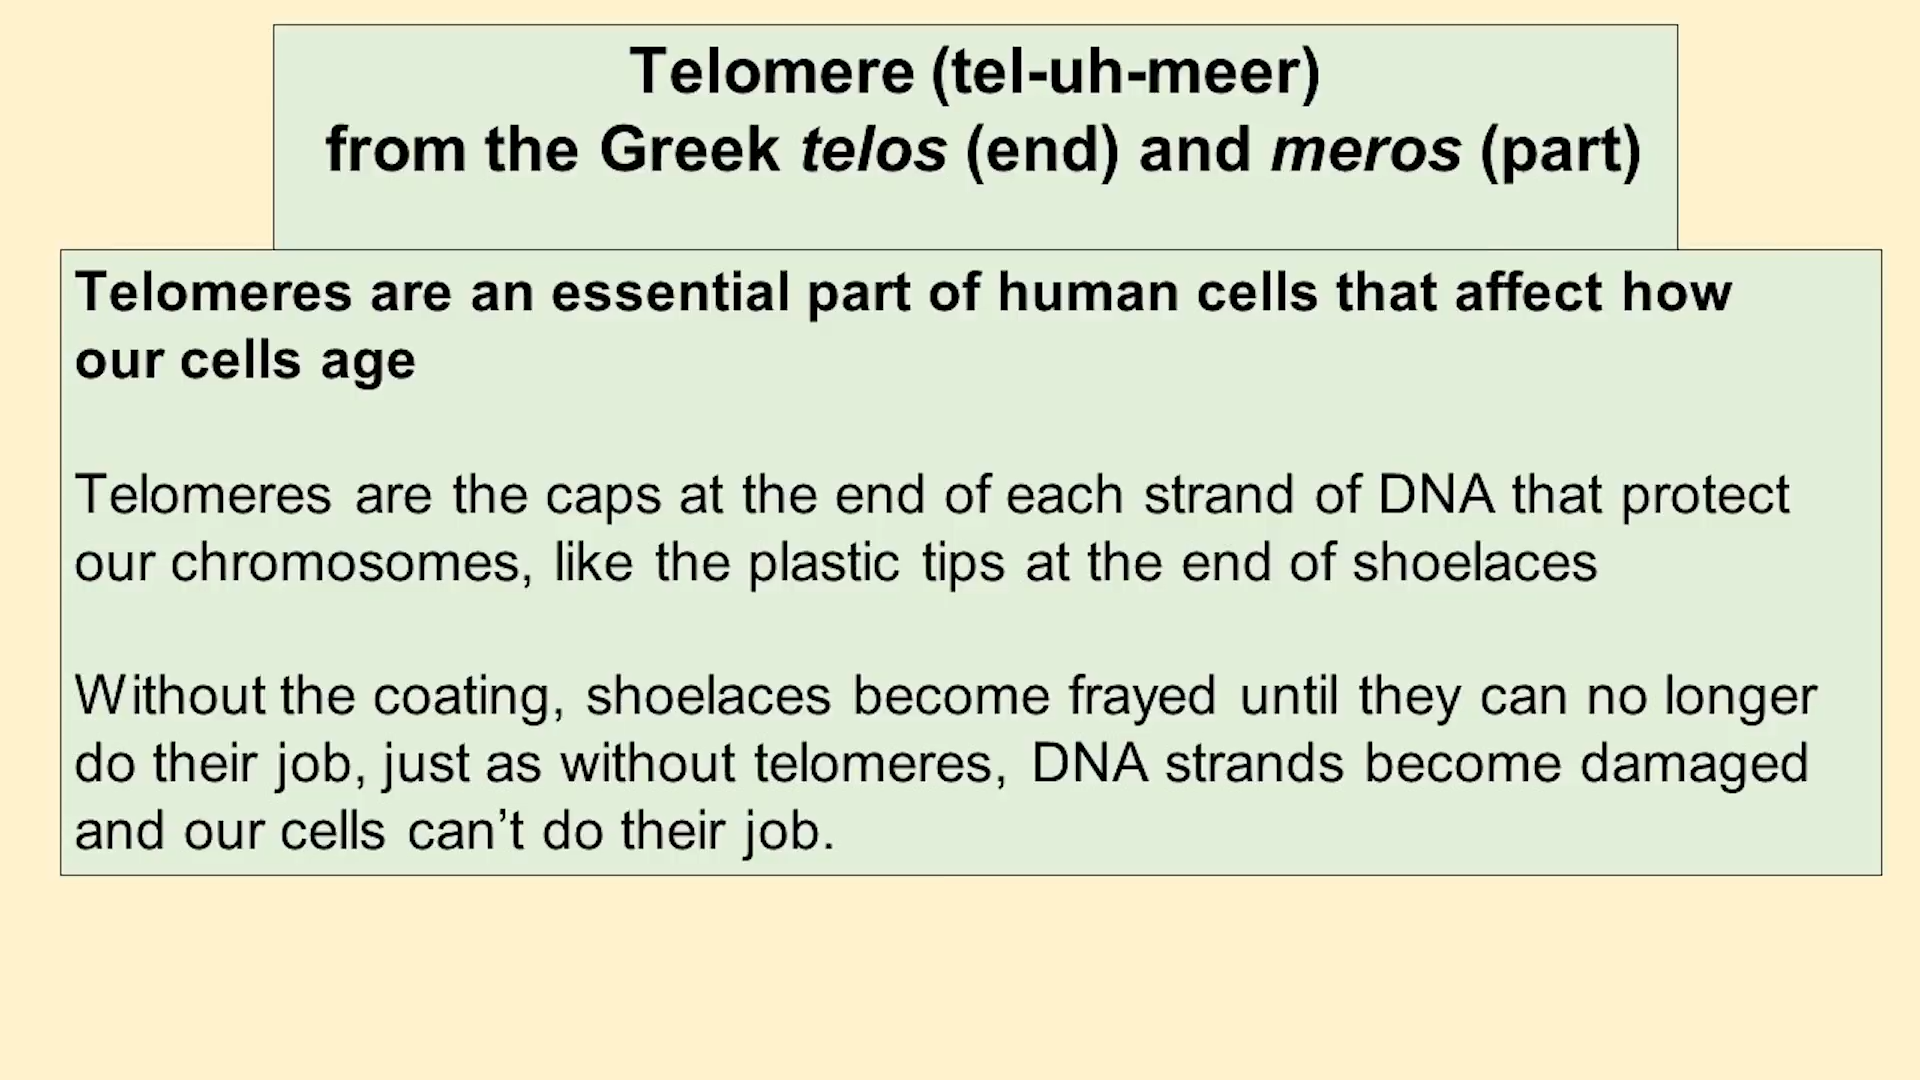 Telomere (tel-uh-meer)
from the Greek telos (end) and meros (part)
Telomeres are an essential part of human cells that affect how
our cells age
Telomeres are the caps at the end of each strand of DNA that protect
our chromosomes, like the plastic tips at the end of shoelaces
Without the coating, shoelaces become frayed until they can no longer
do their job, just as without telomeres, DNA strands become damaged
and our cells can’t do their job.